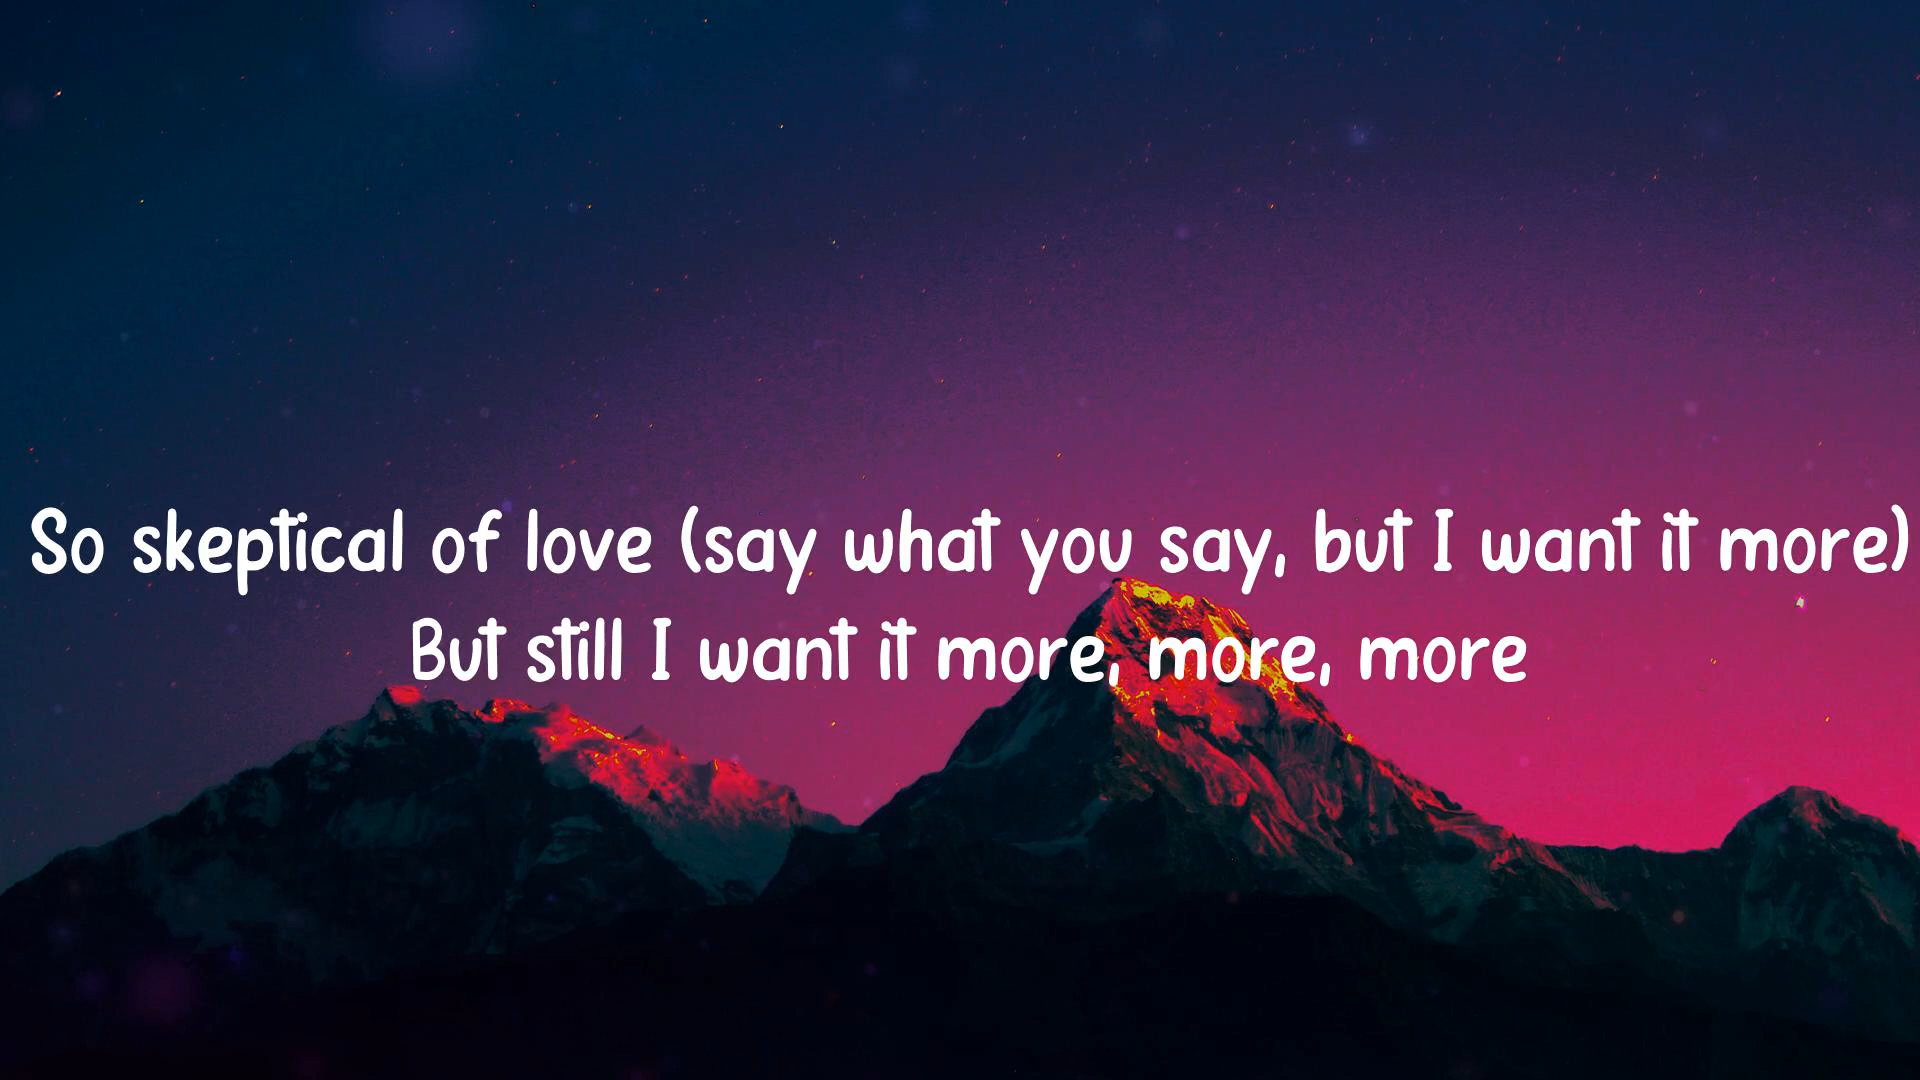 So skeptical of love (say what you say, but I want it more)
But still I want it more, more, more